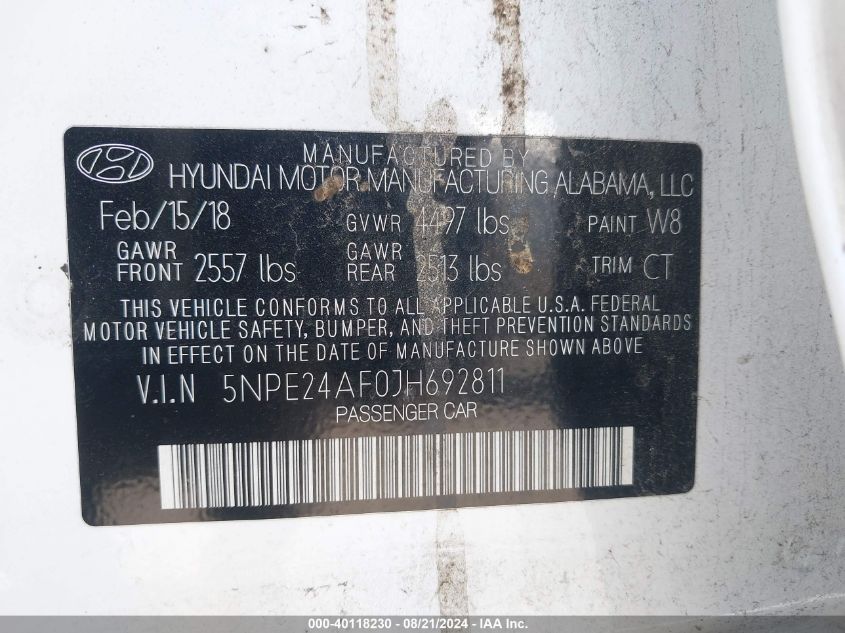 MANUFACTURED BY
HYUNDAI MOTOR MANUFACTURING ALABAMA, LLC
Feb/15/18 GVWR 4497 lbs PAINT W8
GAWR FRONT 2557 lbs GAWR REAR 2513 lbs TRIM CT
THIS VEHICLE CONFORMS TO ALL APPLICABLE U.S.A. FEDERAL
MOTOR VEHICLE SAFETY, BUMPER, AND THEFT PREVENTION STANDARDS
IN EFFECT ON THE DATE OF MANUFACTURE SHOWN ABOVE
V.I.N 5NPE24AF0JH692811
PASSENGER CAR
000-40118230 - 08/21/2024 - IAA, Inc.